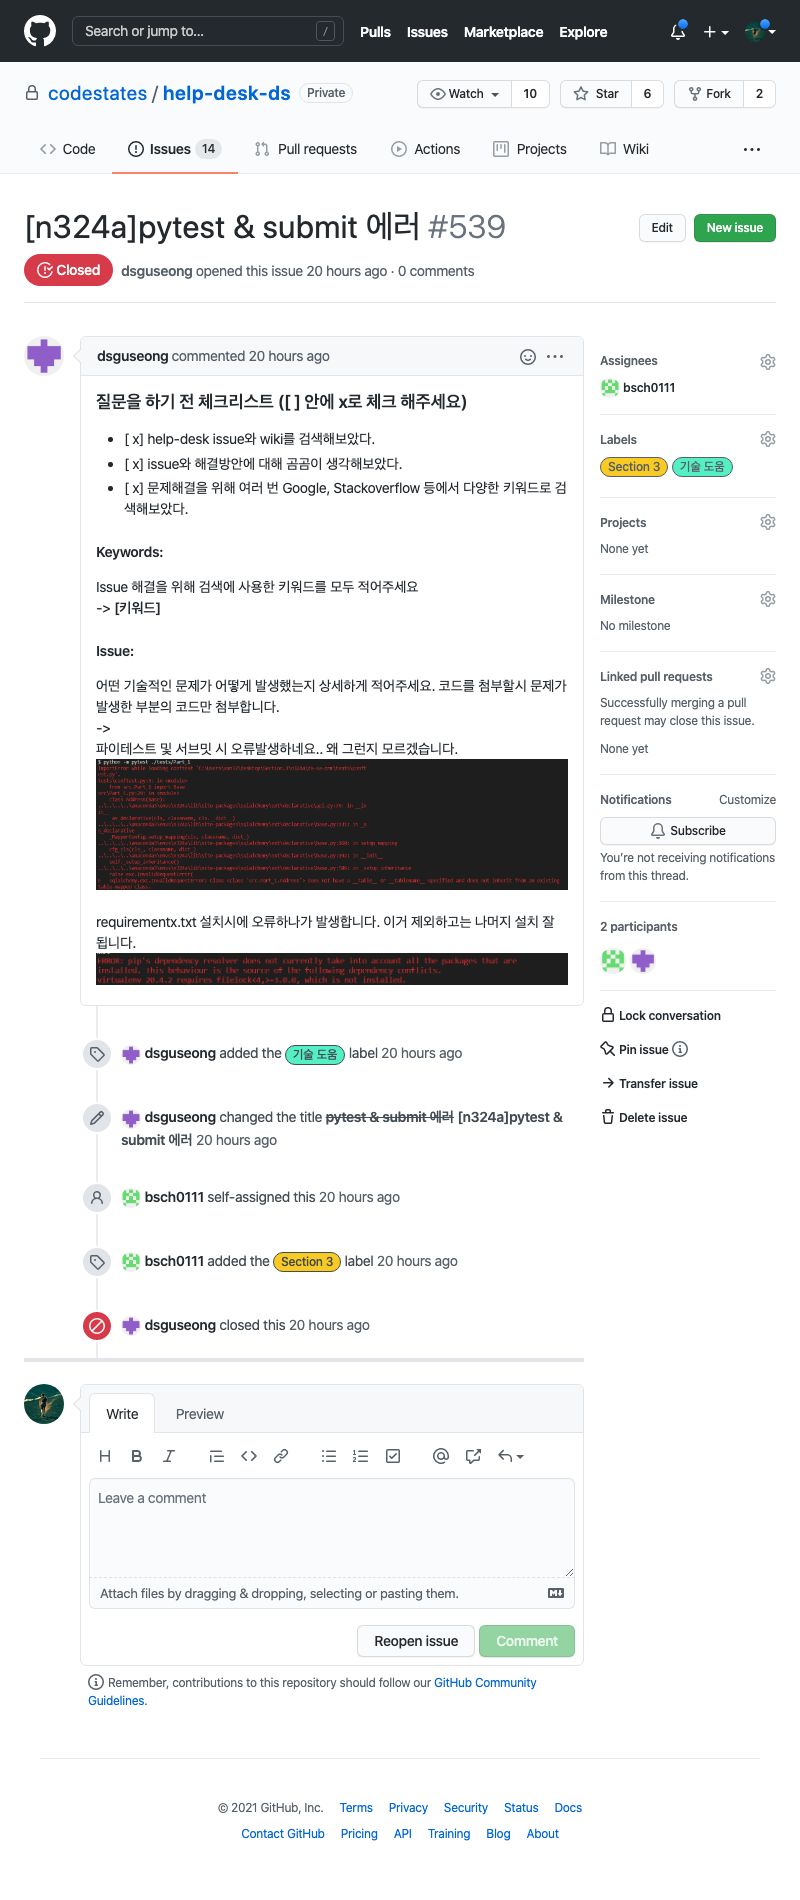 Search or jump to...
/
Pulls
Issues
Marketplace
Explore
codestates / help-desk-ds
Private
Watch
10
Star
6
Fork
2
Code
Issues 14
Pull requests
Actions
Projects
Wiki
[n324a]pytest & submit 에러 #539
Edit
New issue
Closed
dsguseong opened this issue 20 hours ago · 0 comments
dsguseong commented 20 hours ago
질문을 하기 전 체크리스트 ([ ] 안에 x로 체크 해주세요)
[ x] help-desk issue와 wiki를 검색해보았다.
[ x] issue와 해결방안에 대해 곰곰이 생각해보았다.
[ x] 문제해결을 위해 여러 번 Google, Stackoverflow 등에서 다양한 키워드로 검
색해보았다.
Keywords:
Issue 해결을 위해 검색에 사용한 키워드를 모두 적어주세요
-> [키워드]
Issue:
어떤 기술적인 문제가 어떻게 발생했는지 상세하게 적어주세요. 코드를 첨부할시 문제가
발생한 부분의 코드만 첨부합니다.
->
파이테스트 및 서브밋 시 오류발생하네요.. 왜 그런지 모르겠습니다.
$ python -m pytest ./tests/Part_1
requirementx.txt 설치시에 오류하나가 발생합니다. 이거 제외하고는 나머지 설치 잘
됩니다.
ERROR: pip's dependency resolver does not currently take into account all the packages that are
installed. This behaviour is the source of the following dependency conflicts.
virtualenv 20.4.2 requires filelock<4,>=3.0.0, which is not installed.
dsguseong added the 기술 도움 label 20 hours ago
dsguseong changed the title pytest & submit 에러 [n324a]pytest &
submit 에러 20 hours ago
bsch0111 self-assigned this 20 hours ago
bsch0111 added the Section 3 label 20 hours ago
dsguseong closed this 20 hours ago
Assignees
bsch0111
Labels
Section 3
기술 도움
Projects
None yet
Milestone
No milestone
Linked pull requests
Successfully merging a pull
request may close this issue.
None yet
Notifications
Customize
Subscribe
You're not receiving notifications
from this thread.
2 participants
Lock conversation
Pin issue
Transfer issue
Delete issue
Write
Preview
H B I
Leave a comment
Attach files by dragging & dropping, selecting or pasting them.
Reopen issue
Comment
Remember, contributions to this repository should follow our GitHub Community
Guidelines.
© 2021 GitHub, Inc.
Terms
Privacy
Security
Status
Docs
Contact GitHub
Pricing
API
Training
Blog
About